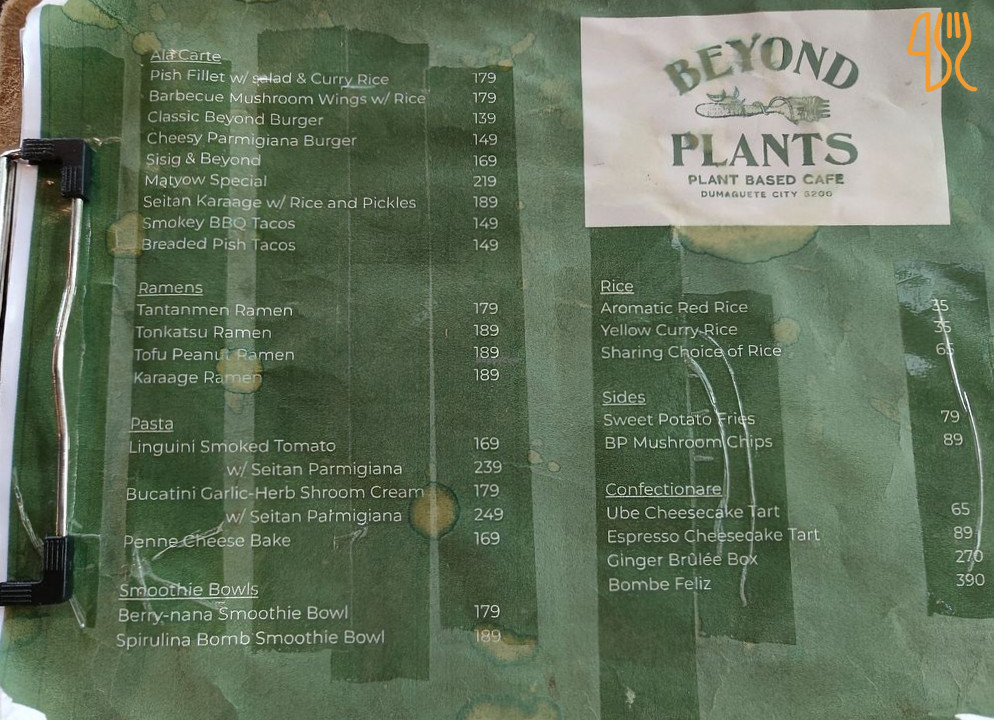 Ala Carte
Pish Fillet w/ salad & Curry Rice 179
Barbecue Mushroom Wings w/ Rice 179
Classic Beyond Burger 139
Cheesy Parmigiana Burger 149
Sisig & Beyond 169
Matyow Special 219
Seitan Karaage w/ Rice and Pickles 189
Smokey BBQ Tacos 149
Breaded Pish Tacos 149
Ramens
Tantanmen Ramen 179
Tonkatsu Ramen 189
Tofu Peanut Ramen 189
Karaage Ramen 189
Pasta
Linguini Smoked Tomato 169
w/ Seitan Parmigiana 239
Bucatini Garlic-Herb Shroom Cream 179
w/ Seitan Parmigiana 249
Penne Cheese Bake 169
Smoothie Bowls
Berry-nana Smoothie Bowl 179
Spirulina Bomb Smoothie Bowl 189
BEYOND
PLANTS
PLANT BASED CAFE
DUMAGUETE CITY 6200
Rice
Aromatic Red Rice 35
Yellow Curry Rice 35
Sharing Choice of Rice 65
Sides
Sweet Potato Fries 79
BP Mushroom Chips 89
Confectionare
Ube Cheesecake Tart 65
Espresso Cheesecake Tart 89
Ginger Brûlée Box 270
Bombe Feliz 390